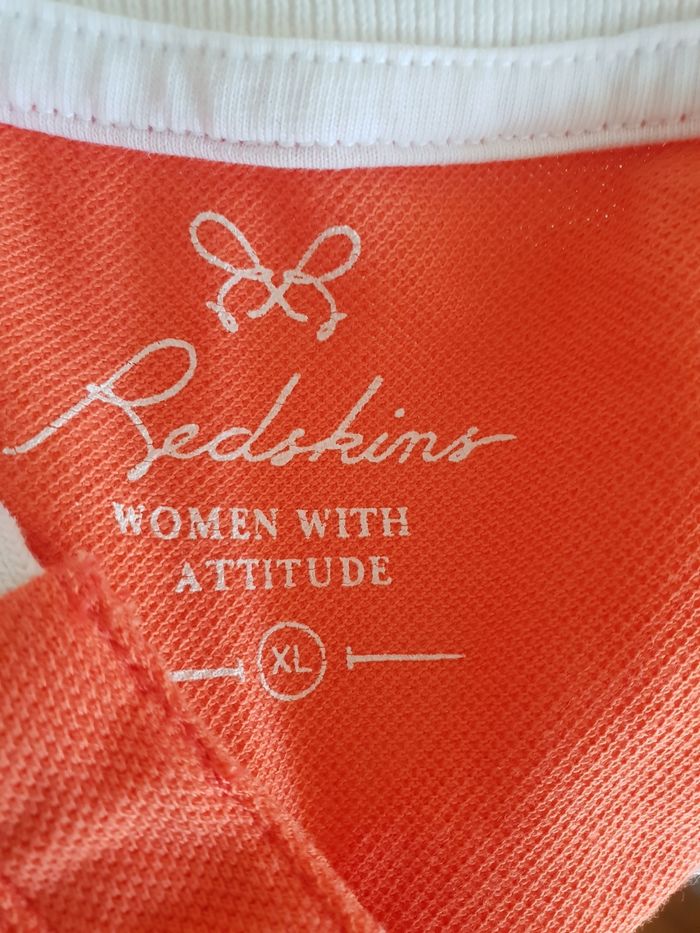 Redskins
WOMEN WITH
ATTITUDE
XL